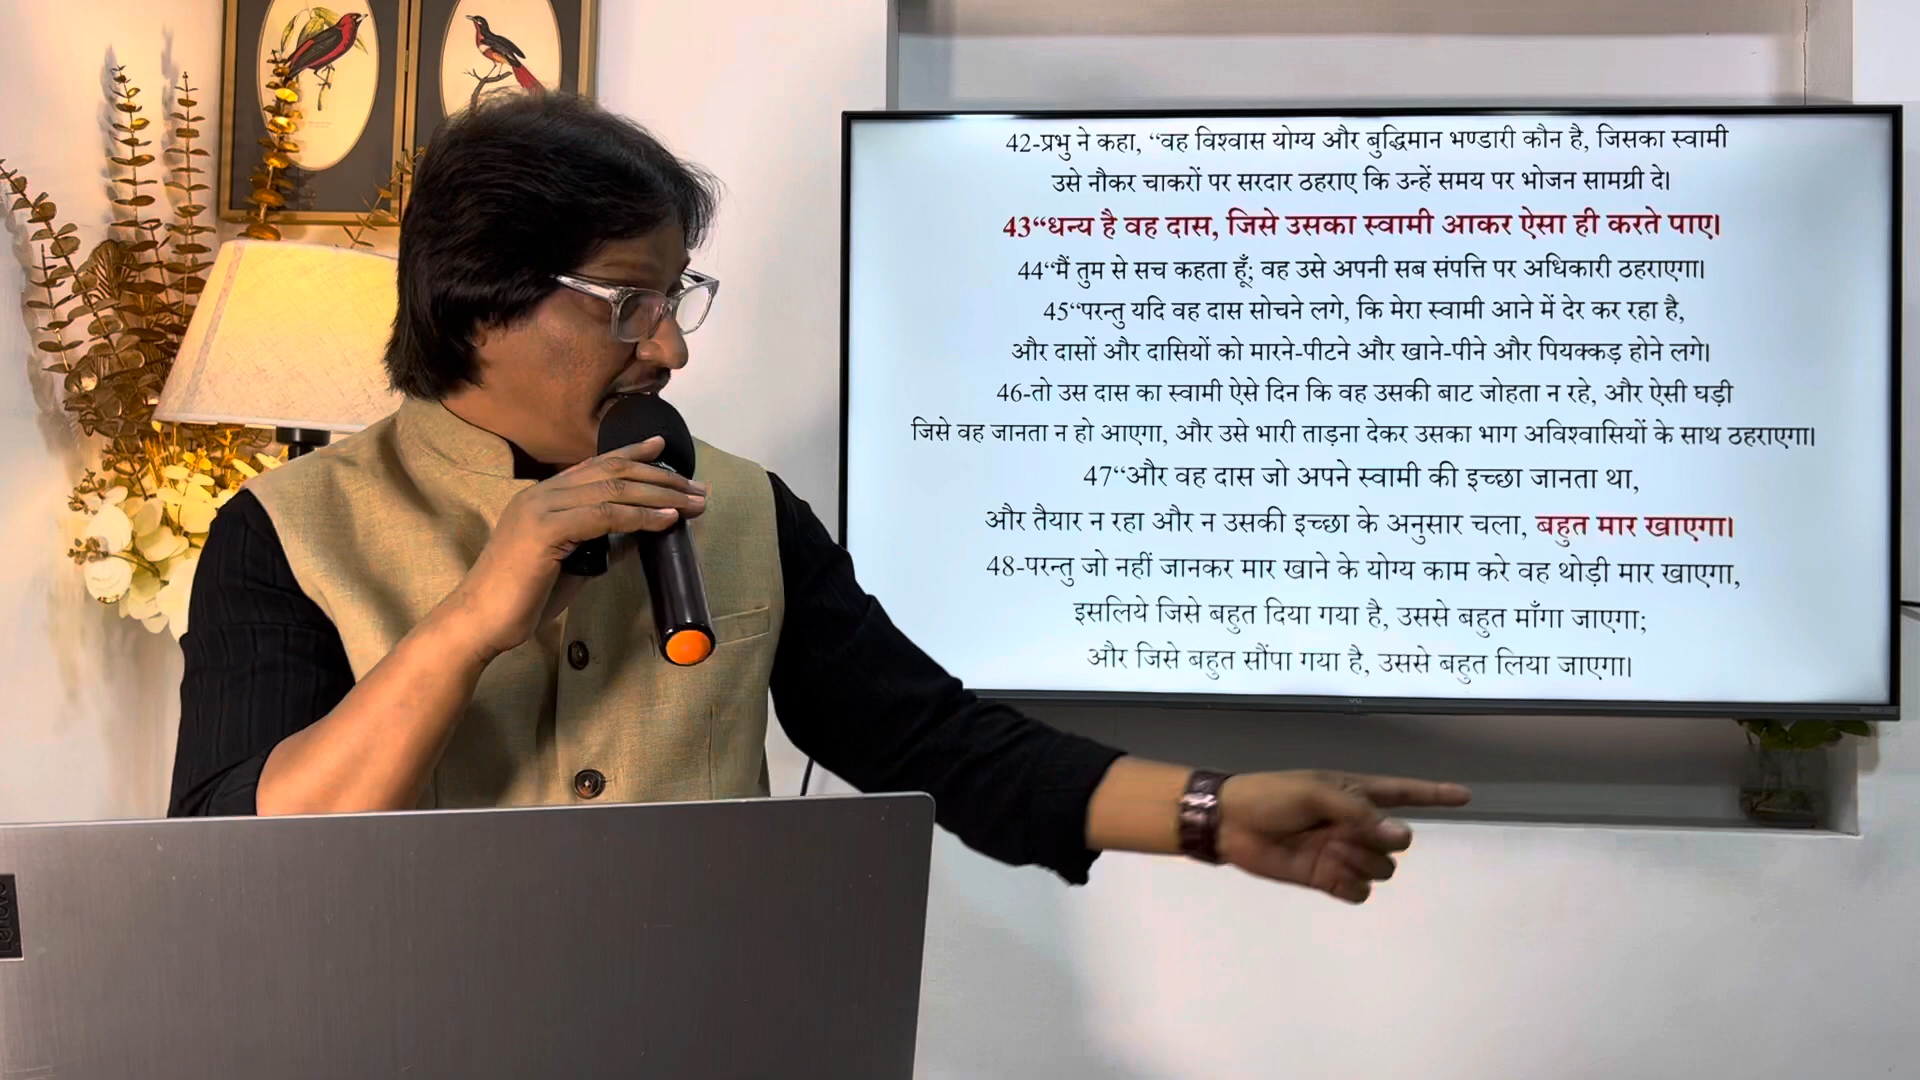 42-प्रभु ने कहा, “वह विश्वास योग्य और बुद्धिमान भण्डारी कौन है, जिसका स्वामी
उसे नौकर चाकरों पर सरदार ठहराए कि उन्हें समय पर भोजन सामग्री दे।
43“धन्य है वह दास, जिसे उसका स्वामी आकर ऐसा ही करते पाए।
44“मैं तुम से सच कहता हूँ; वह उसे अपनी सब संपत्ति पर अधिकारी ठहराएगा।
45“परन्तु यदि वह दास सोचने लगे, कि मेरा स्वामी आने में देर कर रहा है,
और दासों और दासियों को मारने-पीटने और खाने-पीने और पियक्कड़ होने लगे।
46-तो उस दास का स्वामी ऐसे दिन कि वह उसकी बाट जोहता न रहे, और ऐसी घड़ी
जिसे वह जानता न हो आएगा, और उसे भारी ताड़ना देकर उसका भाग अविश्वासियों के साथ ठहराएगा।
47“और वह दास जो अपने स्वामी की इच्छा जानता था,
और तैयार न रहा और न उसकी इच्छा के अनुसार चला, बहुत मार खाएगा।
48-परन्तु जो नहीं जानकर मार खाने के योग्य काम करे वह थोड़ी मार खाएगा,
इसलिये जिसे बहुत दिया गया है, उससे बहुत माँगा जाएगा;
और जिसे बहुत सौंपा गया है, उससे बहुत लिया जाएगा।
Lenovo